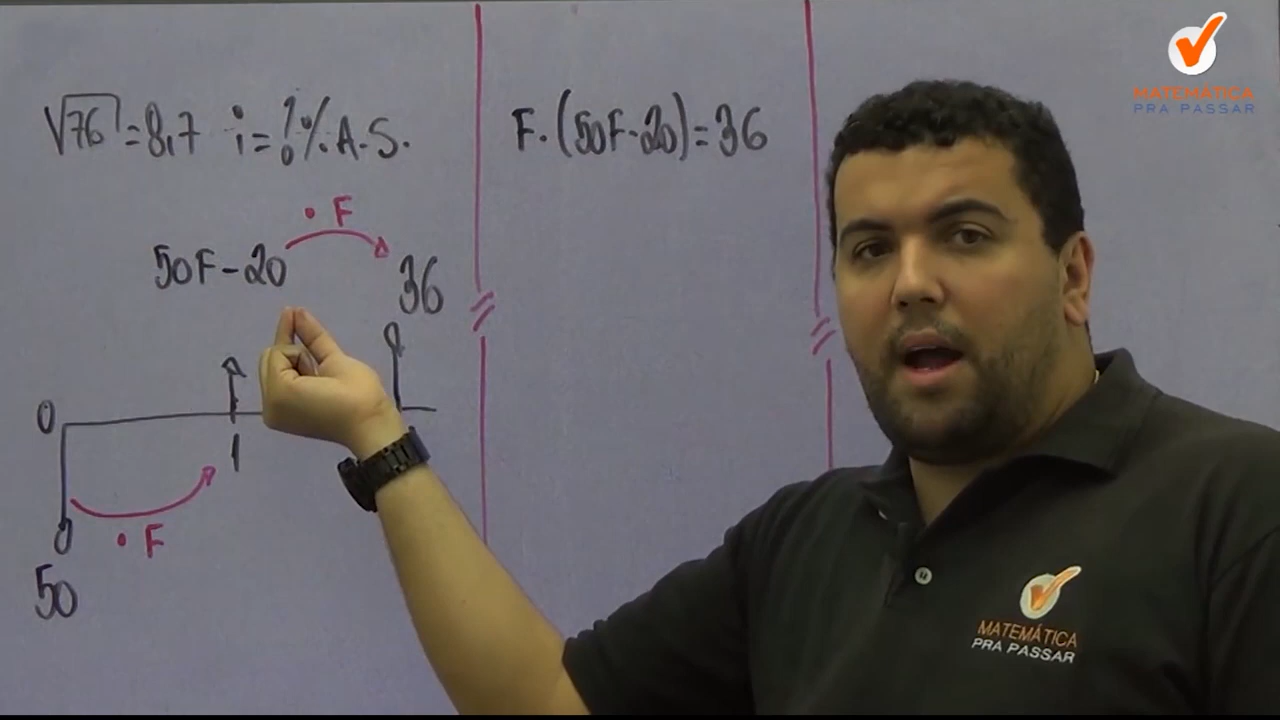 √76 = 8,7 i = ?% A.S.
F.(50F-20)=36
. F
50F-20
36
0
1
. F
50
MATEMÁTICA
PRA PASSAR
MATEMÁTICA
PRA PASSAR